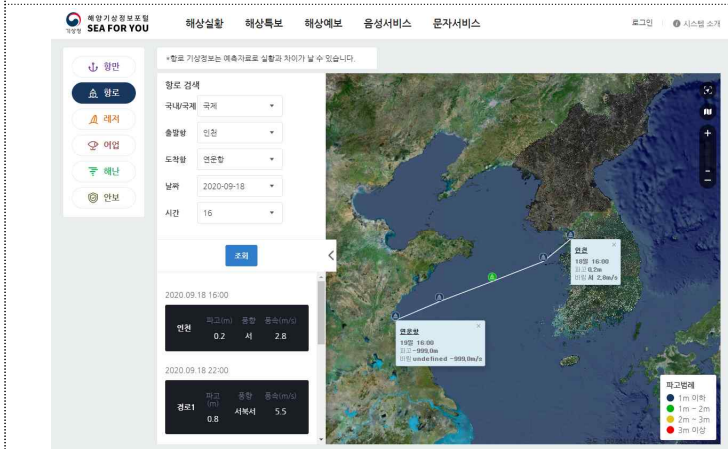 기상청
해양기상정보포털
SEA FOR YOU
해상실황 해상특보 해상예보 음성서비스 문자서비스
로그인 시스템 소개
항만
항로
레저
어업
해난
안보
*항로 기상정보는 예측자료로 실황과 차이가 날 수 있습니다.
항로 검색
국내/국제 국제
출발항 인천
도착항 연운항
날짜 2020-09-18
시간 16
조회
2020.09.18 16:00
파고(m) 풍향 풍속(m/s)
인천 0.2 서 2.8
2020.09.18 22:00
파고(m) 풍향 풍속(m/s)
경로1 0.8 서북서 5.5
인천
18일 16:00
파고 0.2m
바람 서 2.8m/s
연운항
19일 16:00
파고 -999.0m
바람 undefined -999.0m/s
파고범례
1m 이하
1m ~ 2m
2m ~ 3m
3m 이상